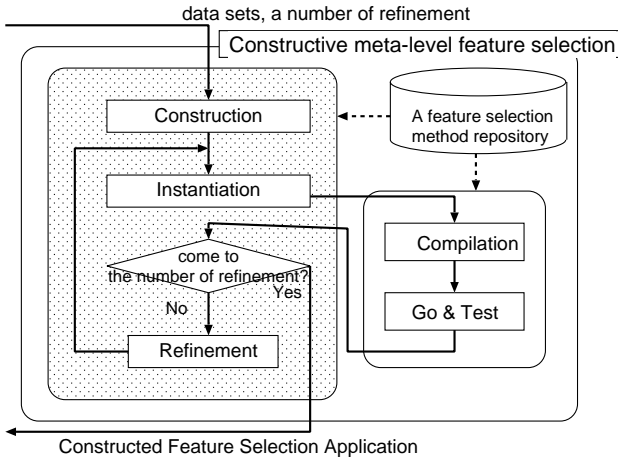 data sets, a number of refinement
Constructive meta-level feature selection
Construction
A feature selection
method repository
Instantiation
Compilation
come to
the number of refinement?
Yes
No
Go & Test
Refinement
Constructed Feature Selection Application